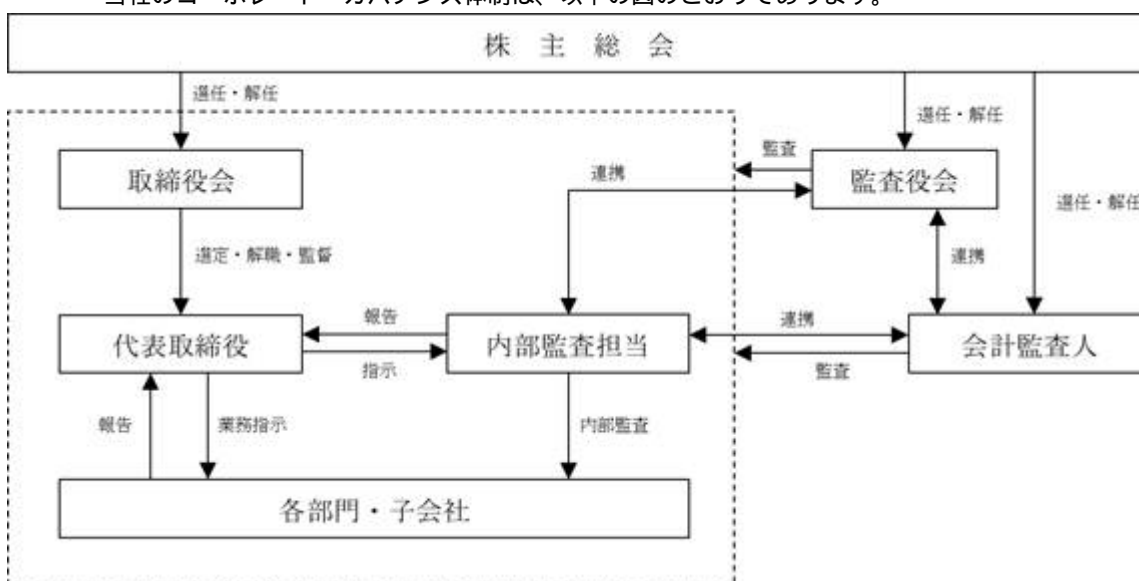 当社のコーポレート・ガバナンス体制は、以下の図のとおりであります。
株 主 総 会
選任・解任
選任・解任
監査
取締役会
連携
監査役会
選任・解任
選定・解職・監督
連携
報告
連携
代表取締役
内部監査担当
会計監査人
指示
監査
報告
業務指示
内部監査
各部門・子会社